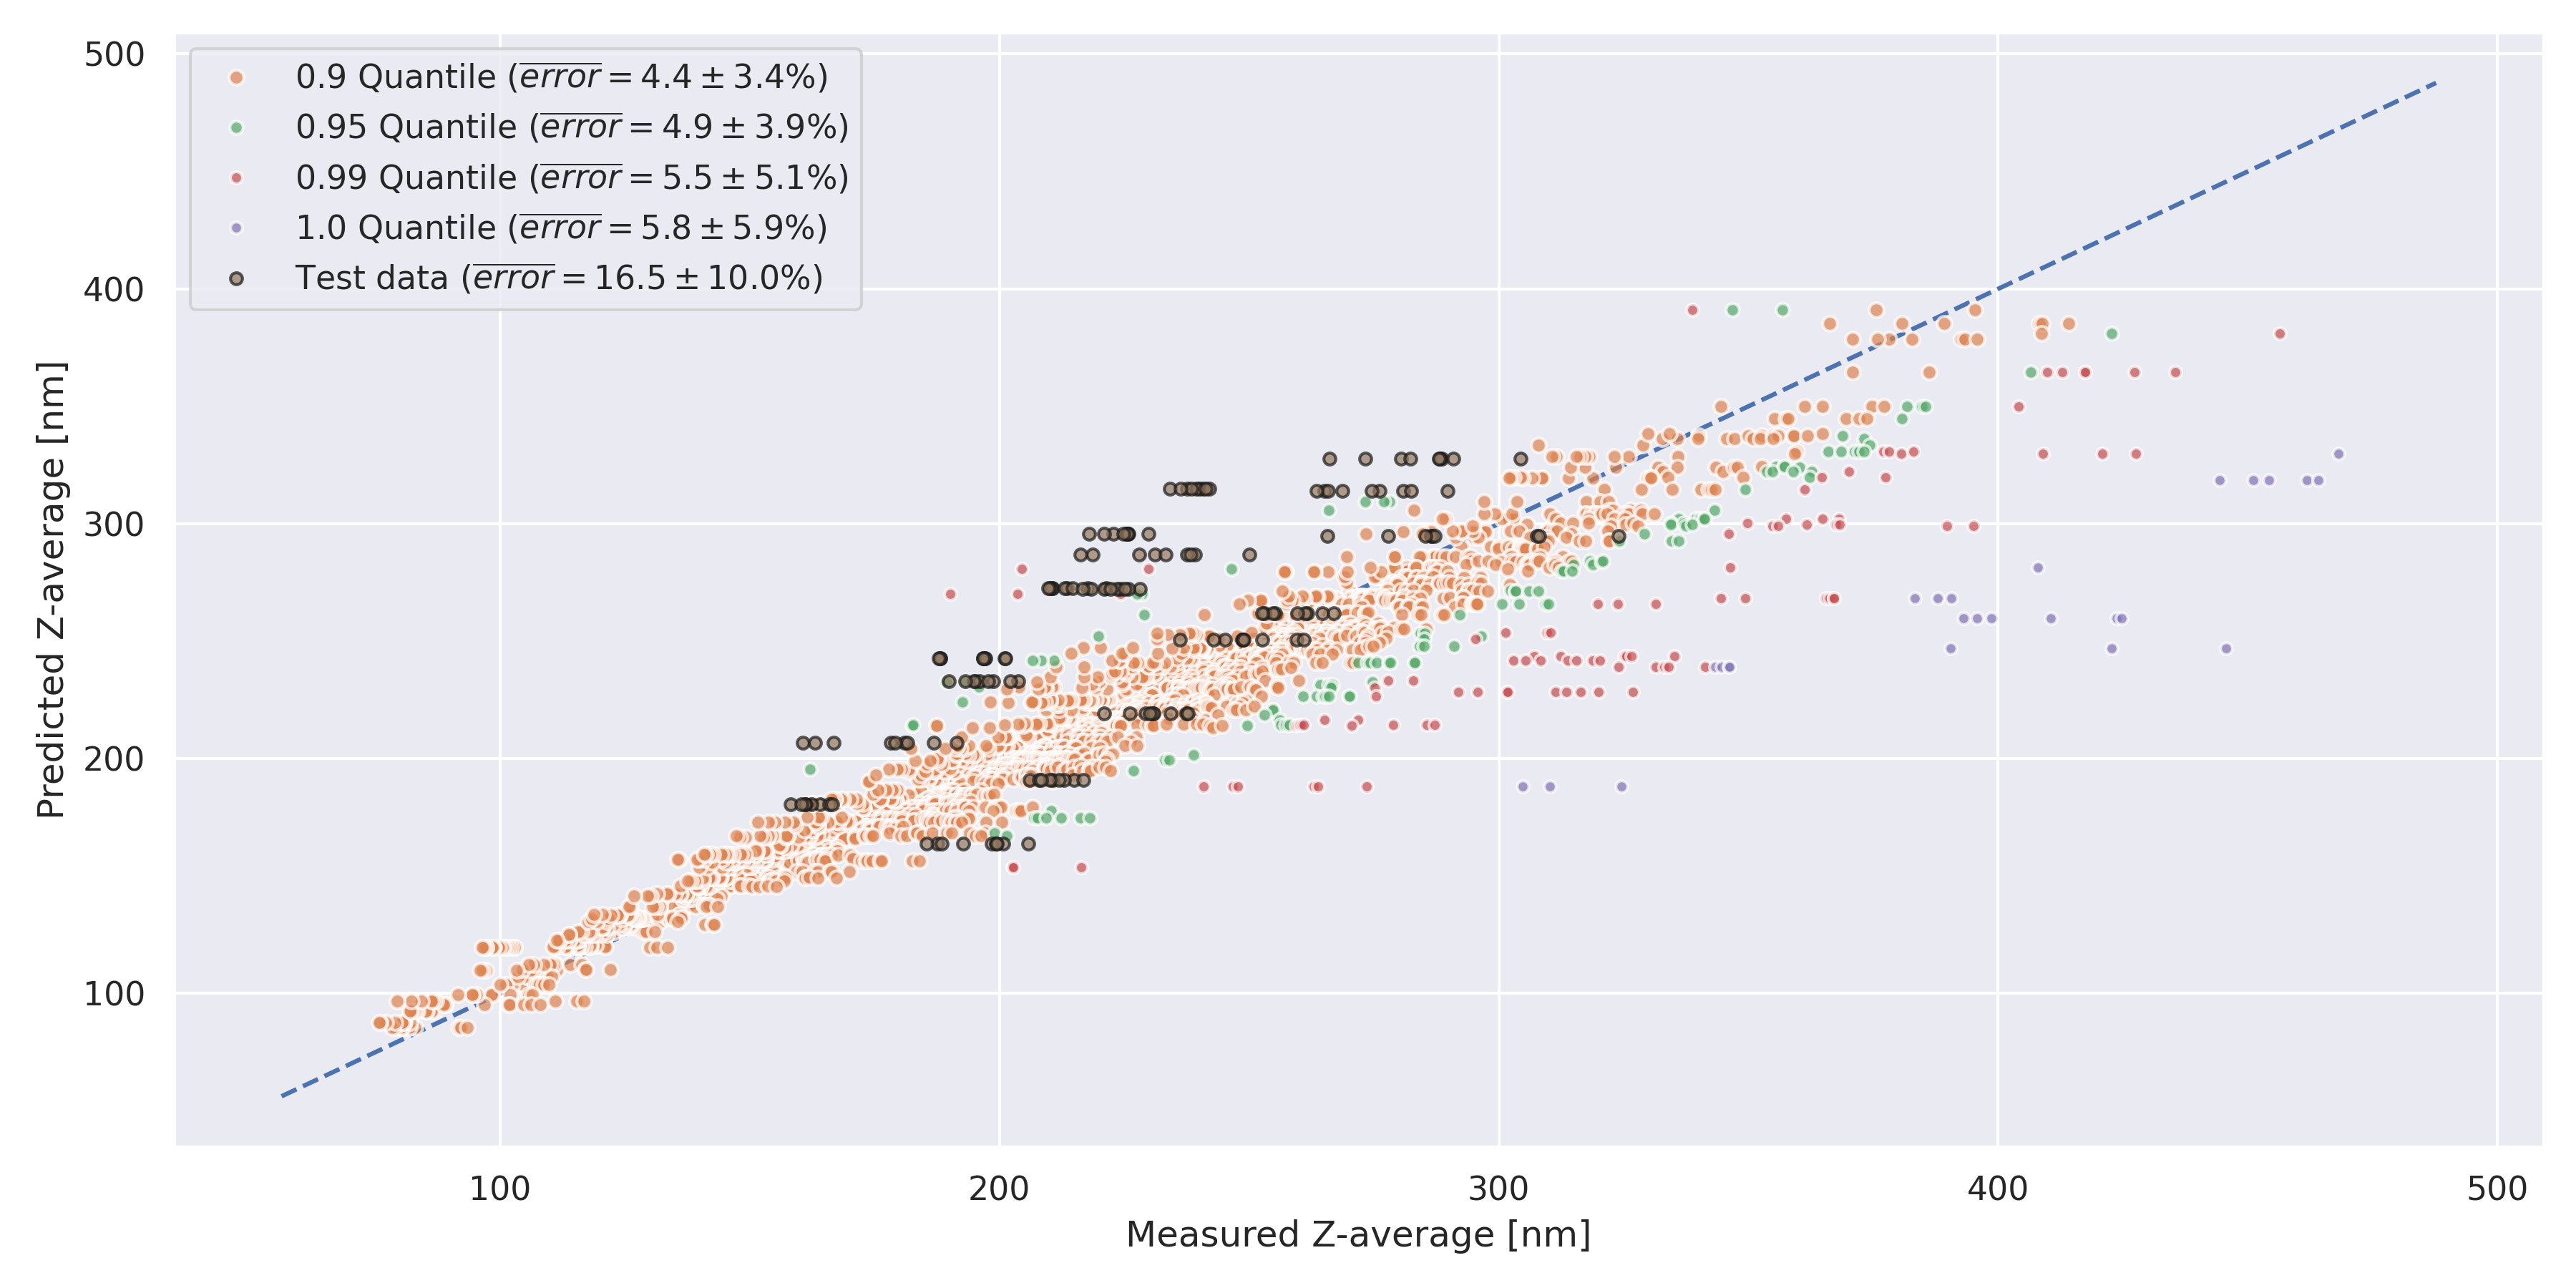 500
400
300
200
100
Predicted Z-average [nm]
0.9 Quantile (error = 4.4 ± 3.4%)
0.95 Quantile (error = 4.9 ± 3.9%)
0.99 Quantile (error = 5.5 ± 5.1%)
1.0 Quantile (error = 5.8 ± 5.9%)
Test data (error = 16.5 ± 10.0%)
100 200 300 400 500
Measured Z-average [nm]